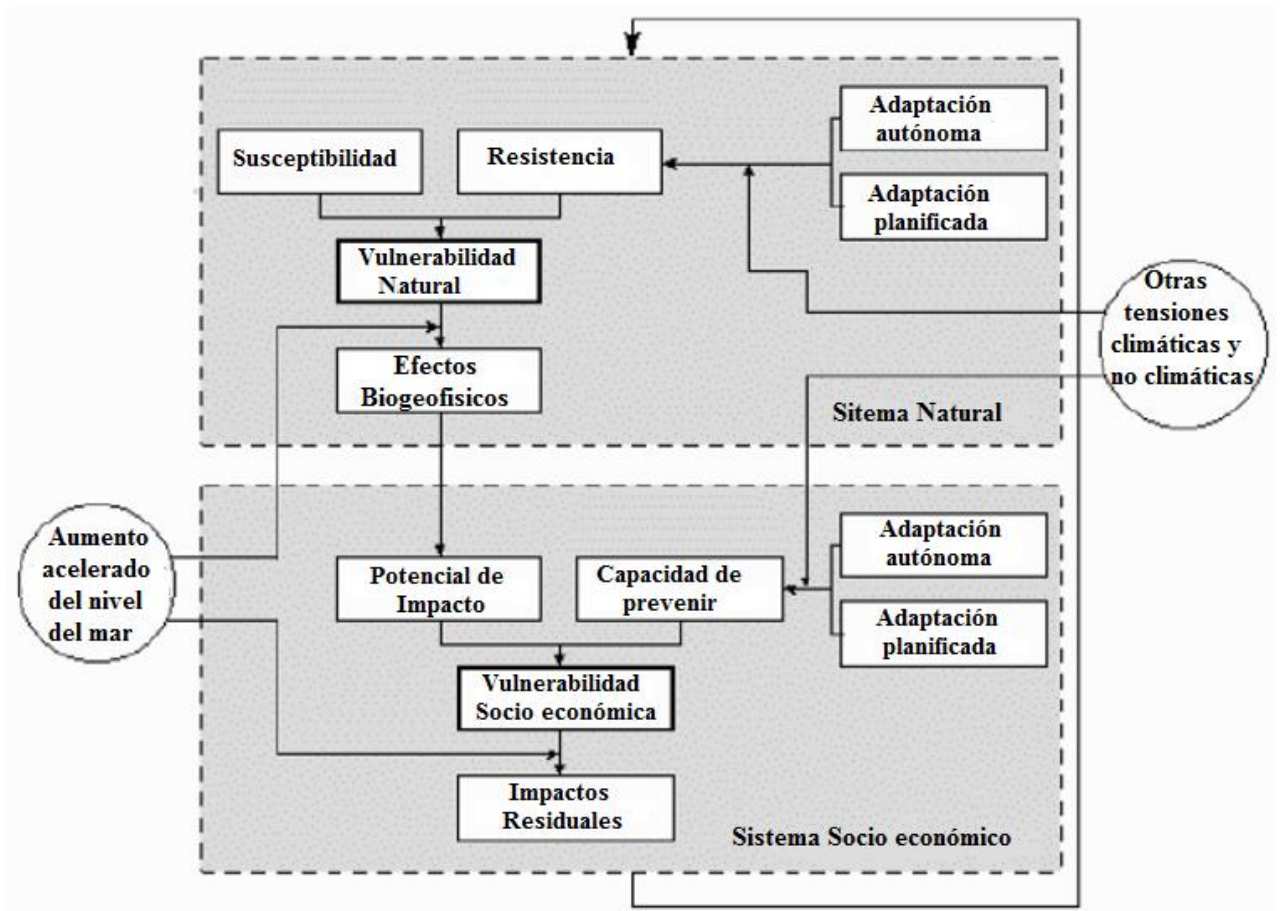 Adaptación
autónoma
Susceptibilidad
Resistencia
Adaptación
planificada
Vulnerabilidad
Natural
Otras
tensiones
climáticas y
no climáticas
Efectos
Biogeofisicos
Sitema Natural
Aumento
acelerado
del nivel
del mar
Potencial de
Impacto
Capacidad de
prevenir
Adaptación
autónoma
Adaptación
planificada
Vulnerabilidad
Socio económica
Impactos
Residuales
Sistema Socio económico